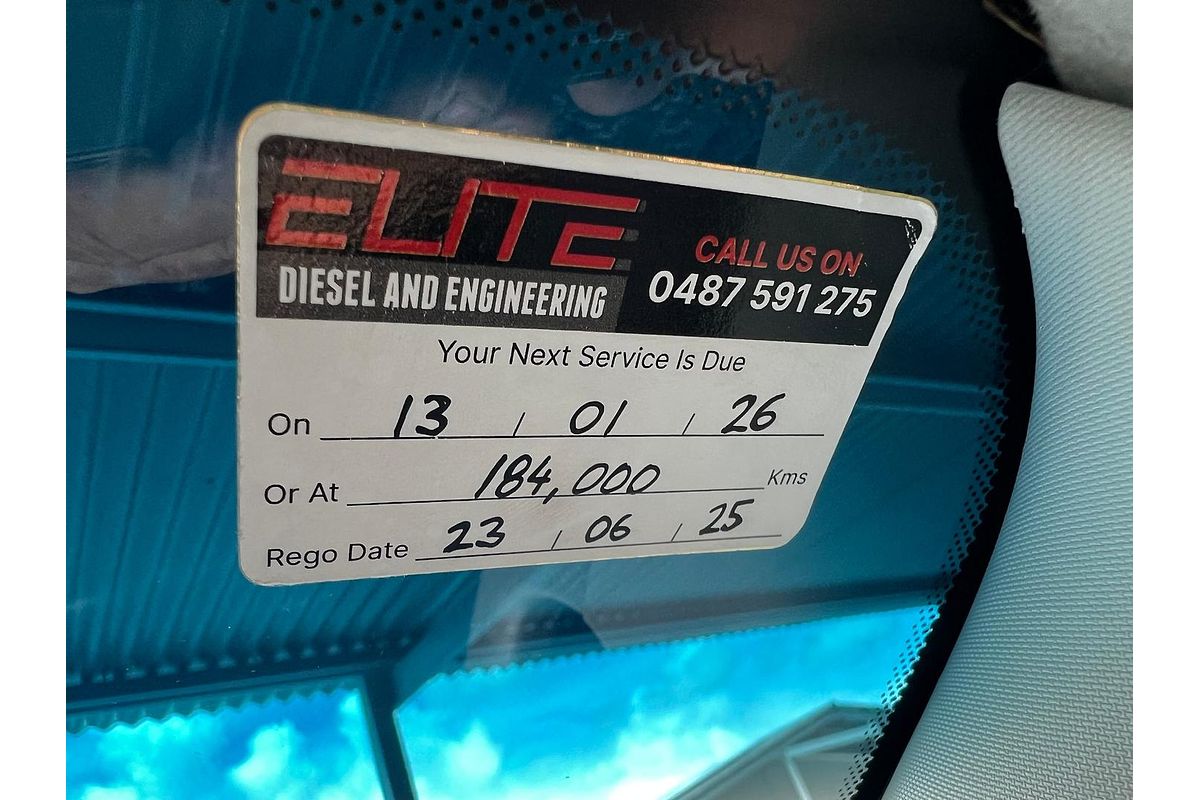 ELITE
DIESEL AND ENGINEERING
CALL US ON
0487 591 275
Your Next Service Is Due
On 13 / 01 / 26
Or At 184,000 Kms
Rego Date 23 / 06 / 25